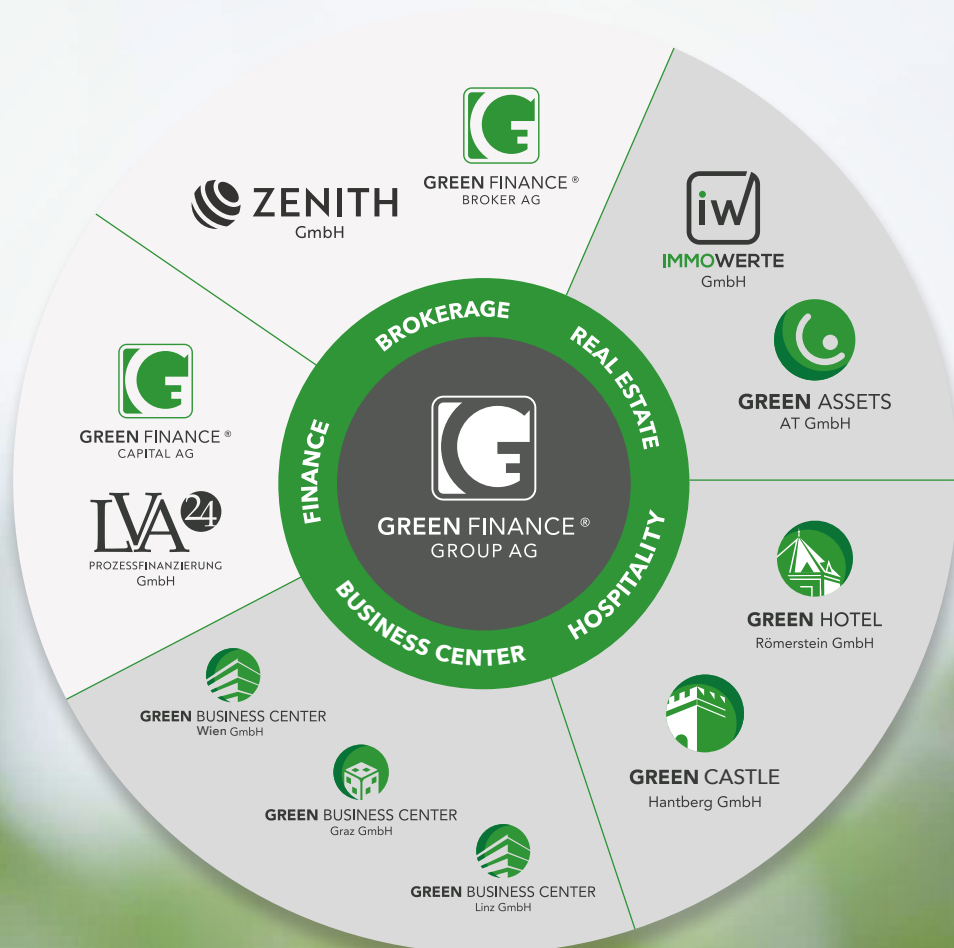 ZENITH
GmbH
GREEN FINANCE®
BROKER AG
iw
IMMOWERTE
GmbH
GREEN ASSETS
AT GmbH
GREEN FINANCE®
CAPITAL AG
LVA24
PROZESSFINANZIERUNG
GmbH
BROKERAGE
REAL ESTATE
FINANCE
HOSPITALITY
BUSINESS CENTER
GREEN FINANCE®
GROUP AG
GREEN HOTEL
Römerstein GmbH
GREEN CASTLE
Hantberg GmbH
GREEN BUSINESS CENTER
Wien GmbH
GREEN BUSINESS CENTER
Graz GmbH
GREEN BUSINESS CENTER
Linz GmbH